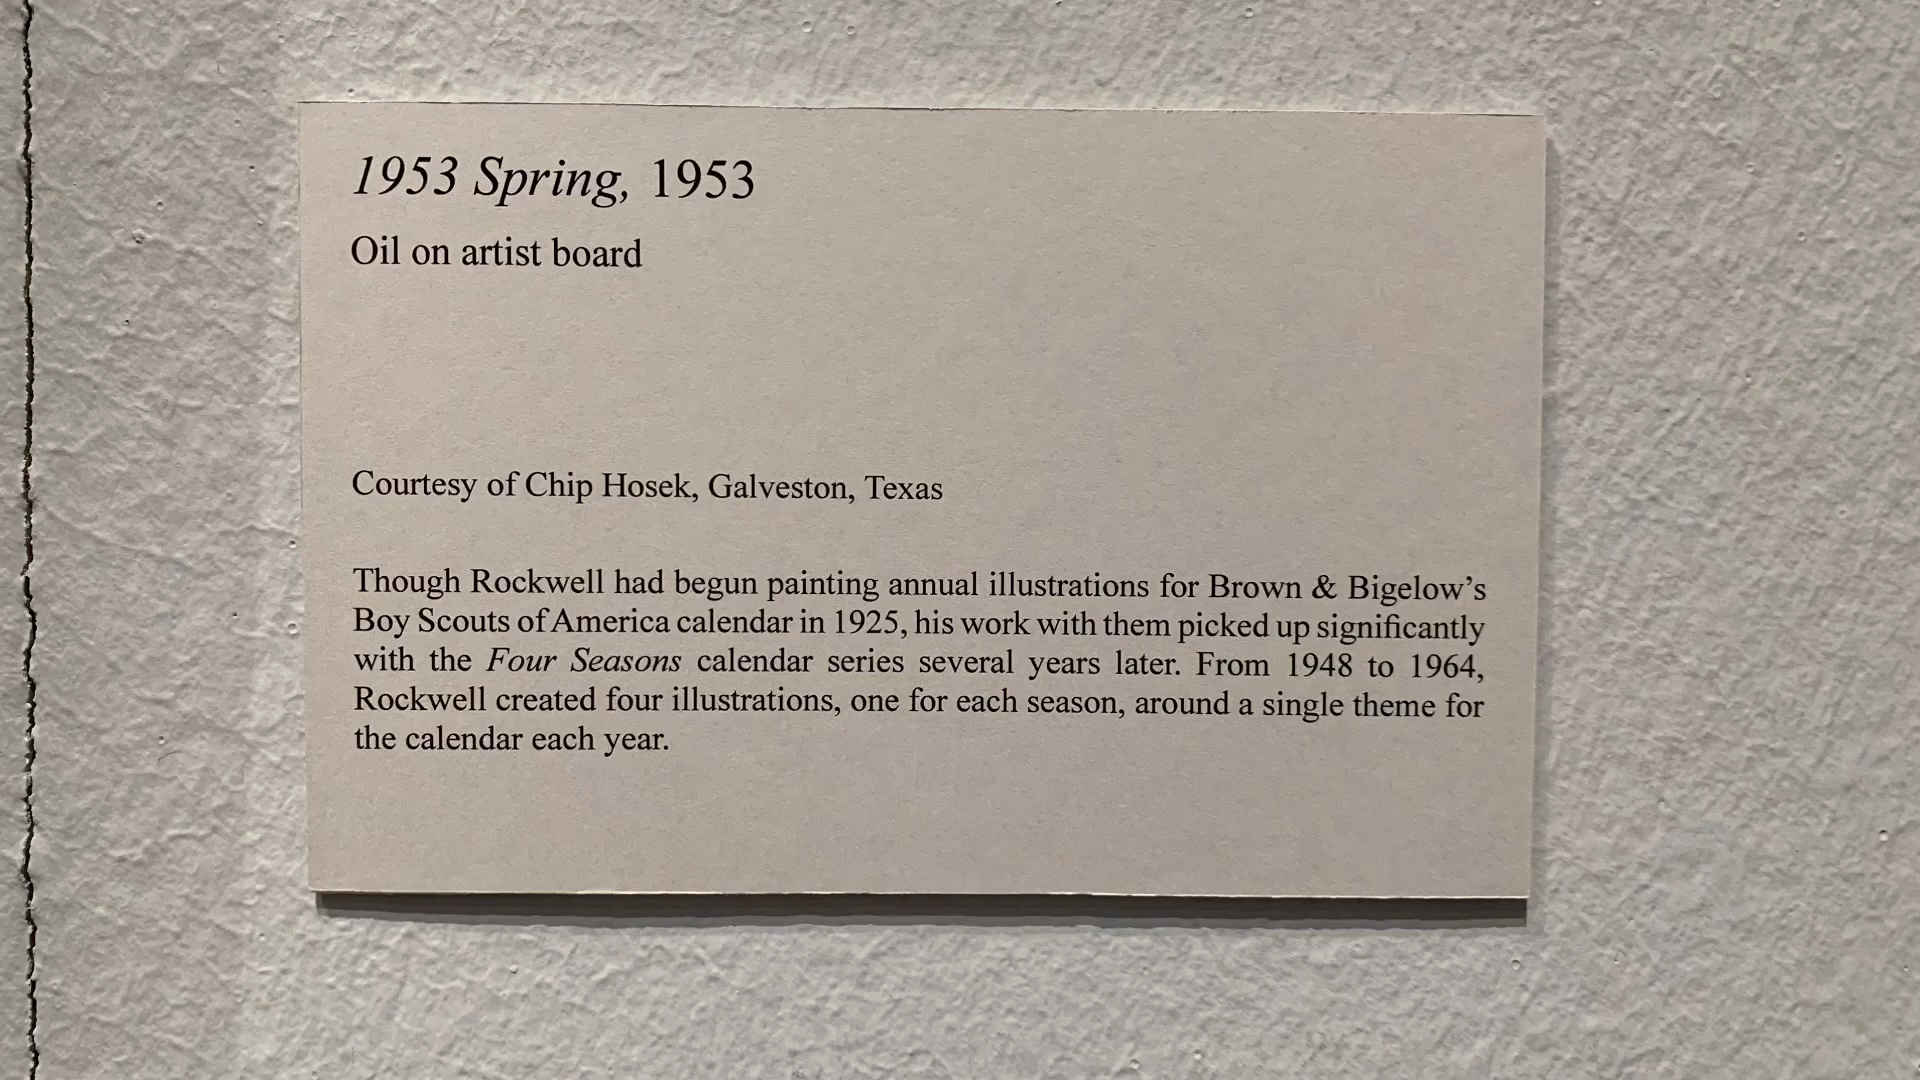 1953 Spring, 1953
Oil on artist board
Courtesy of Chip Hosek, Galveston, Texas
Though Rockwell had begun painting annual illustrations for Brown & Bigelow’s
Boy Scouts of America calendar in 1925, his work with them picked up significantly
with the Four Seasons calendar series several years later. From 1948 to 1964,
Rockwell created four illustrations, one for each season, around a single theme for
the calendar each year.